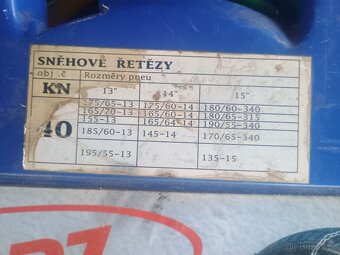 SNĚHOVÉ ŘETĚZY
obj.č Rozměry pneu
KN 13" 14" 15"
175/65-13 175/60-14 180/60-340
165/70-13 165/60-14 180/65-315
40 155-13 165/64-14 190/55-340
185/60-13 145-14 170/65-340
195/55-13 135-15